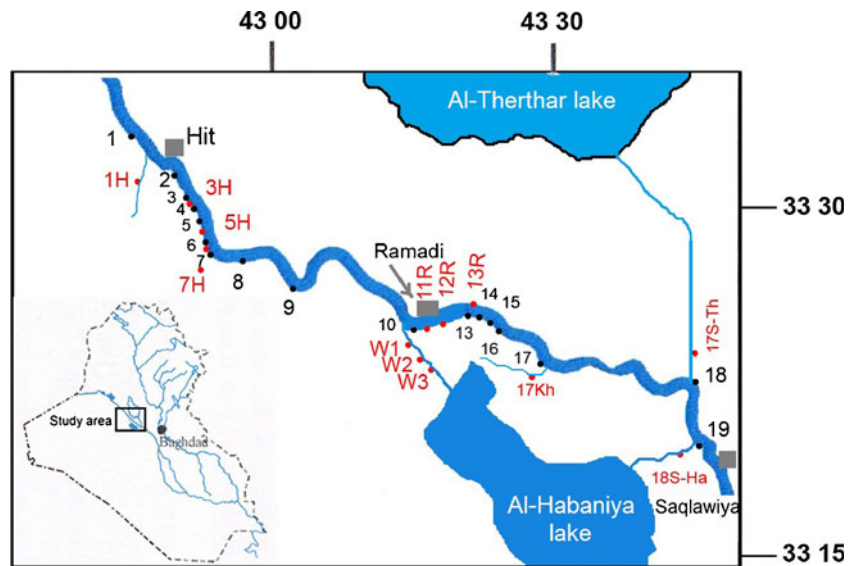 43 00
43 30
Al-Therthar lake
1
Hit
1H
2
3H
3
4
33 30
5
5H
6
7
7H
8
9
Ramadi
11R
12R
13R
14
15
10
13
W1
W2
W3
16
17
17Kh
17S-Th
18
19
18S-Ha
Saqlawiya
Al-Habaniya
lake
Study area
Baghdad
33 15